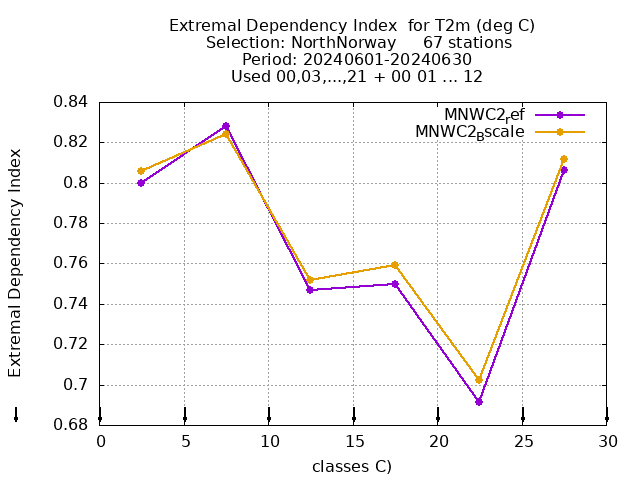 Extremal Dependency Index  for T2m (deg C)
Selection: NorthNorway     67 stations
Period: 20240601-20240630
Used 00,03,...,21 + 00 01 ... 12
MNWC2ref
MNWC2Bscale
Extremal Dependency Index
0.84
0.82
0.8
0.78
0.76
0.74
0.72
0.7
0.68
0 5 10 15 20 25 30
classes C)